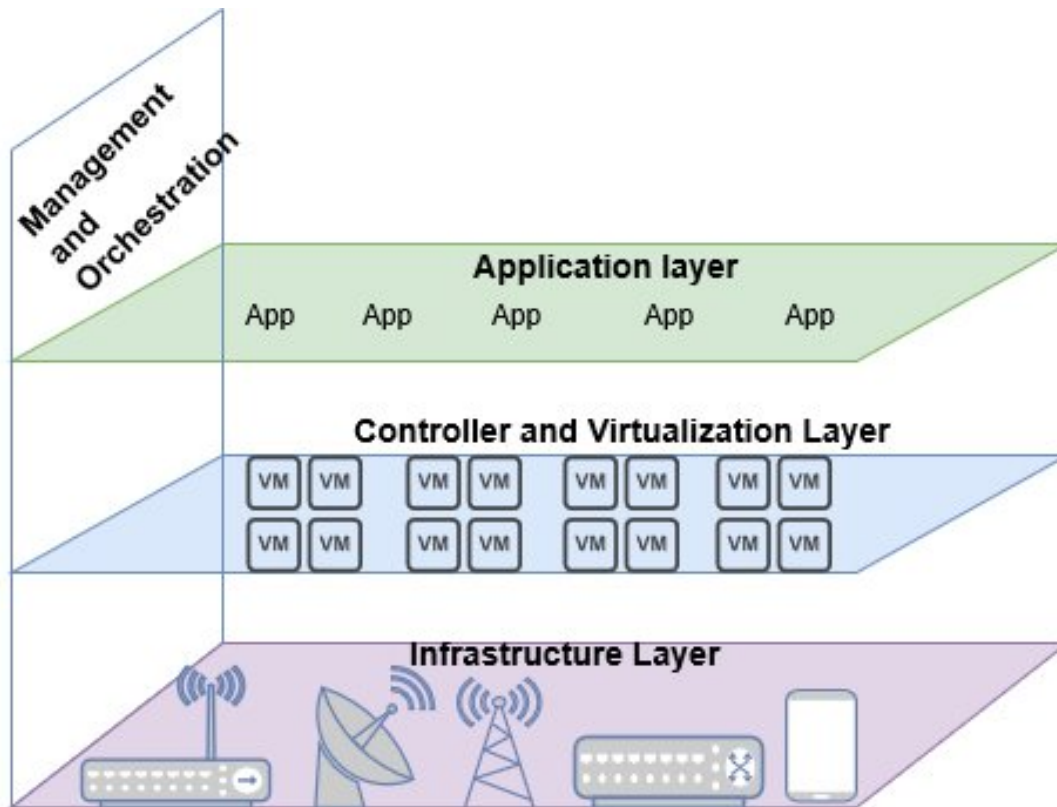 Management
and
Orchestration
Application layer
App App App App App
Controller and Virtualization Layer
VM VM VM VM VM VM VM VM
VM VM VM VM VM VM VM VM
Infrastructure Layer